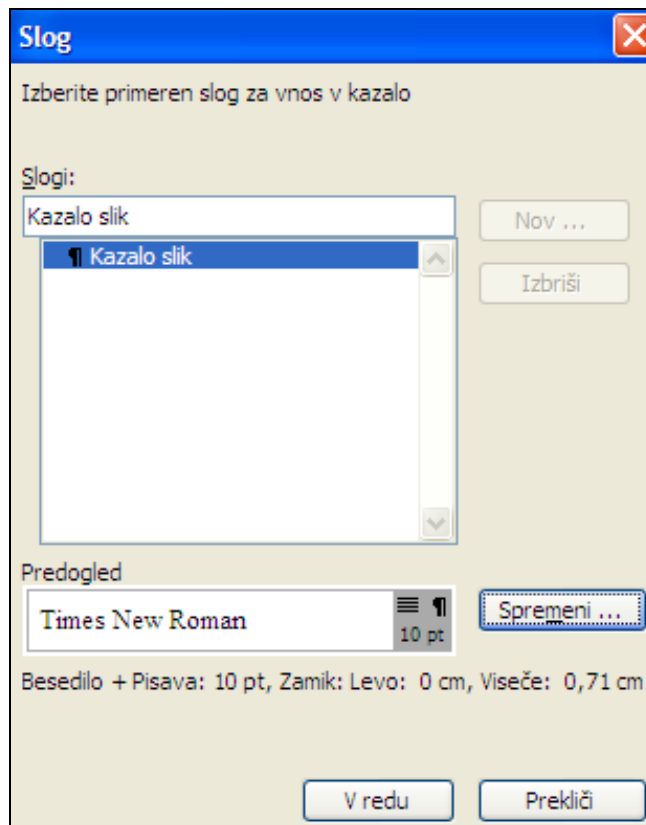 Slog
Izberite primeren slog za vnos v kazalo
Slogi:
Kazalo slik
Nov ...
¶ Kazalo slik
Izbriši
Predogled
Times New Roman
¶
10 pt
Spremeni ...
Besedilo + Pisava: 10 pt, Zamik: Levo: 0 cm, Viseče: 0,71 cm
V redu
Prekliči